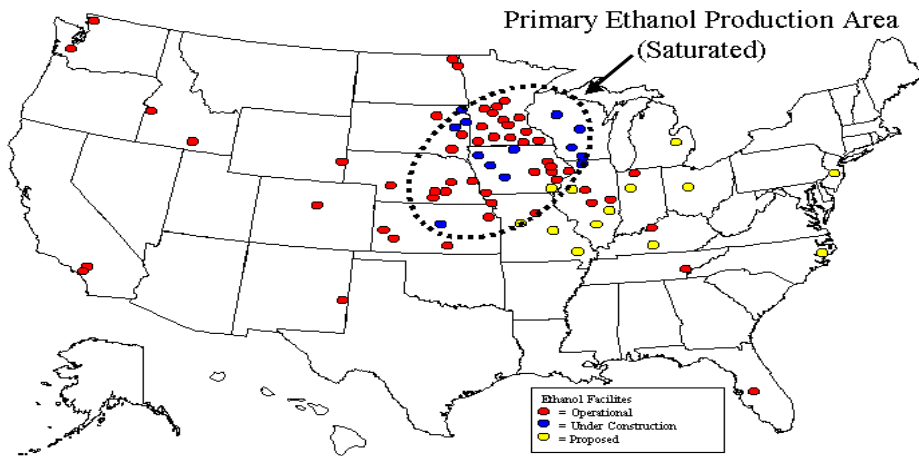 Primary Ethanol Production Area
(Saturated)
Ethanol Facilites
= Operational
= Under Construction
= Proposed